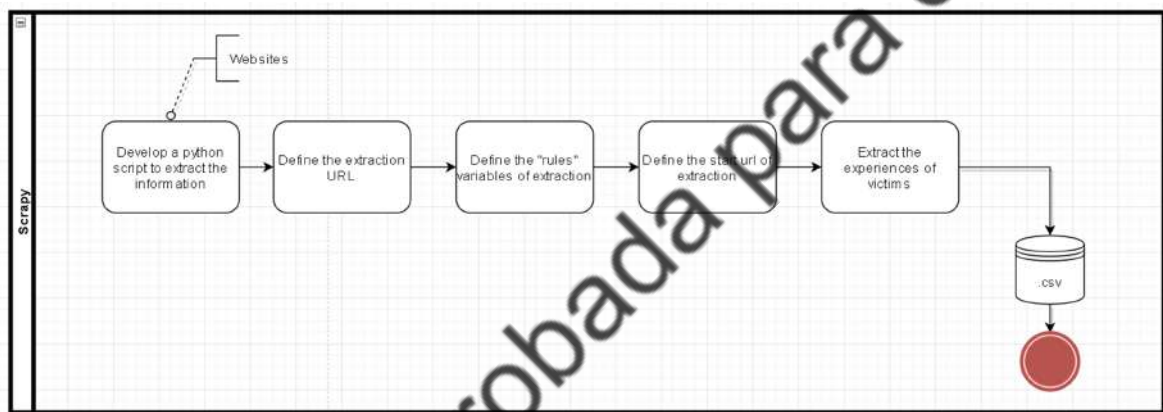 Websites
Develop a python
script to extract the
information
Define the extraction
URL
Define the "rules"
variables of extraction
Define the start url of
extraction
Extract the
experiences of
victims
.csv
Scrapy
robada para